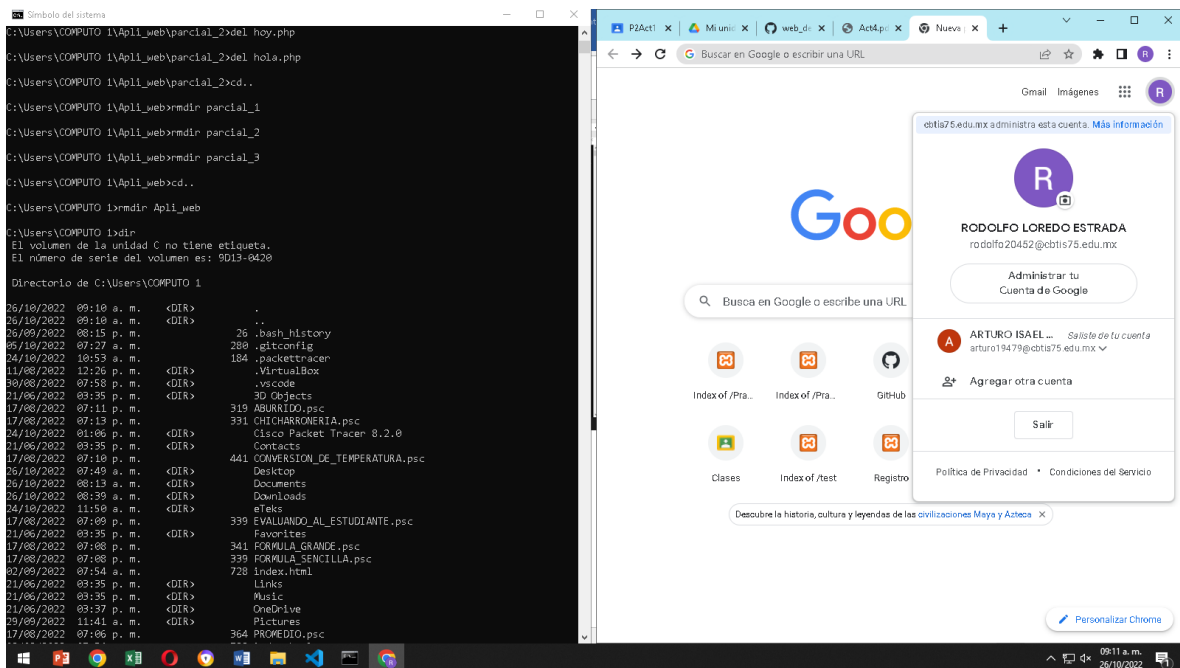 Símbolo del sistema
C:\Users\COMPUTO 1\Apli_web\parcial_2>del hoy.php
C:\Users\COMPUTO 1\Apli_web\parcial_2>del hola.php
C:\Users\COMPUTO 1\Apli_web\parcial_2>cd..
C:\Users\COMPUTO 1\Apli_web>rmdir parcial_1
C:\Users\COMPUTO 1\Apli_web>rmdir parcial_2
C:\Users\COMPUTO 1\Apli_web>rmdir parcial_3
C:\Users\COMPUTO 1\Apli_web>cd..
C:\Users\COMPUTO 1>rmdir Apli_web
C:\Users\COMPUTO 1>dir
El volumen de la unidad C no tiene etiqueta.
El número de serie del volumen es: 9D13-0420
Directorio de C:\Users\COMPUTO 1
26/10/2022 09:10 a. m. <DIR> .
26/10/2022 09:10 a. m. <DIR> ..
26/09/2022 08:15 p. m. 26 .bash_history
05/10/2022 07:27 a. m. 280 .gitconfig
24/10/2022 10:53 a. m. 184 .packettracer
11/08/2022 12:26 p. m. <DIR> .VirtualBox
30/08/2022 07:58 p. m. <DIR> .vscode
21/06/2022 03:35 p. m. <DIR> 3D Objects
17/08/2022 07:11 p. m. 319 ABURRIDO.psc
17/08/2022 07:13 p. m. 331 CHICHARRONERIA.psc
24/10/2022 01:06 p. m. <DIR> Cisco Packet Tracer 8.2.0
21/06/2022 03:35 p. m. <DIR> Contacts
17/08/2022 07:10 p. m. 441 CONVERSION_DE_TEMPERATURA.psc
26/10/2022 07:49 a. m. <DIR> Desktop
26/10/2022 08:13 a. m. <DIR> Documents
26/10/2022 08:39 a. m. <DIR> Downloads
24/10/2022 11:50 a. m. <DIR> eTeks
17/08/2022 07:09 p. m. 339 EVALUANDO_AL_ESTUDIANTE.psc
21/06/2022 03:35 p. m. <DIR> Favorites
17/08/2022 07:08 p. m. 341 FORMULA_GRANDE.psc
17/08/2022 07:08 p. m. 339 FORMULA_SENCILLA.psc
02/09/2022 07:54 a. m. 728 index.html
21/06/2022 03:35 p. m. <DIR> Links
21/06/2022 03:35 p. m. <DIR> Music
21/06/2022 03:37 p. m. <DIR> OneDrive
29/09/2022 11:41 a. m. <DIR> Pictures
17/08/2022 07:06 p. m. 364 PROMEDIO.psc
P2Act1
Mi unid
web_de
Act4.pd
Nueva p
Buscar en Google o escribir una URL
R
Gmail Imágenes
R
cbtis75.edu.mx administra esta cuenta. Más información
R
RODOLFO LOREDO ESTRADA
rodolfo20452@cbtis75.edu.mx
Administrar tu
Cuenta de Google
A
ARTURO ISAEL ... Saliste de tu cuenta
arturo19479@cbtis75.edu.mx
Agregar otra cuenta
Salir
Política de Privacidad • Condiciones del Servicio
Goo
Busca en Google o escribe una URL
Index of /Pra...
Index of /Pra...
GitHub
Clases
Index of /test
Registro
Descubre la historia, cultura y leyendas de las civilizaciones Maya y Azteca
Personalizar Chrome
09:11 a. m.
26/10/2022